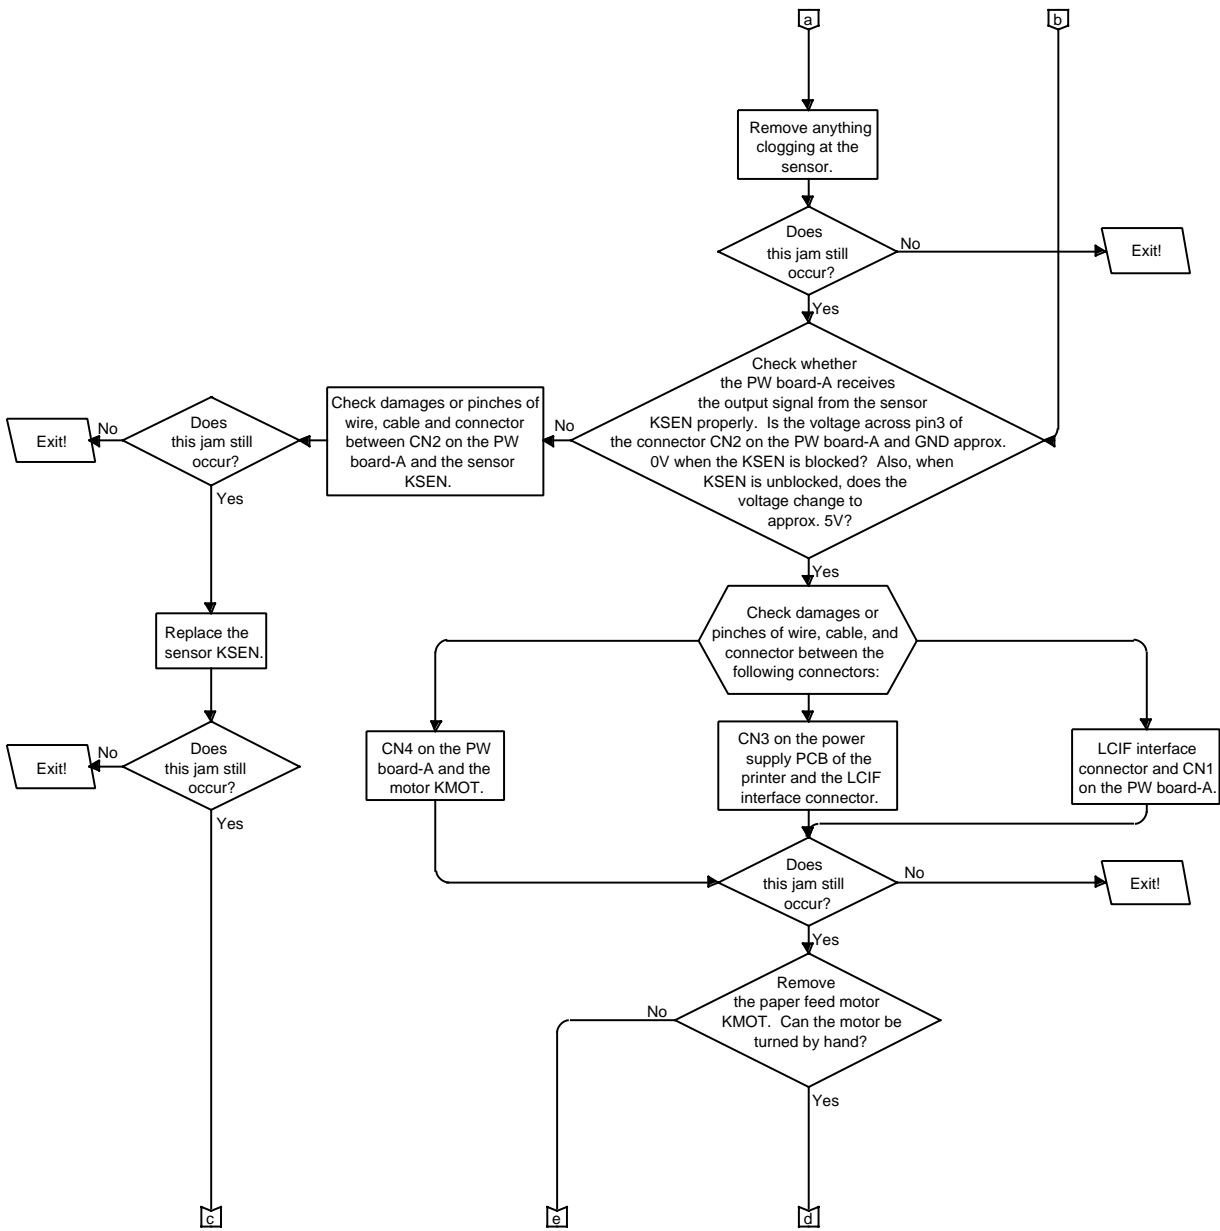 a
b
Remove anything
clogging at the
sensor.
Does
this jam still
occur?
No
Exit!
Yes
Check whether
the PW board-A receives
the output signal from the sensor
KSEN properly.  Is the voltage across pin3 of
the connector CN2 on the PW board-A and GND approx.
0V when the KSEN is blocked?  Also, when
KSEN is unblocked, does the
voltage change to
approx. 5V?
No
Check damages or pinches of
wire, cable and connector
between CN2 on the PW
board-A and the sensor
KSEN.
Does
this jam still
occur?
No
Exit!
Yes
Replace the
sensor KSEN.
Does
this jam still
occur?
No
Exit!
Yes
Yes
Check damages or
pinches of wire, cable, and
connector between the
following connectors:
CN4 on the PW
board-A and the
motor KMOT.
CN3 on the power
supply PCB of the
printer and the LCIF
interface connector.
LCIF interface
connector and CN1
on the PW board-A.
Does
this jam still
occur?
No
Exit!
Yes
Remove
the paper feed motor
KMOT.  Can the motor be
turned by hand?
No
Yes
c
e
d